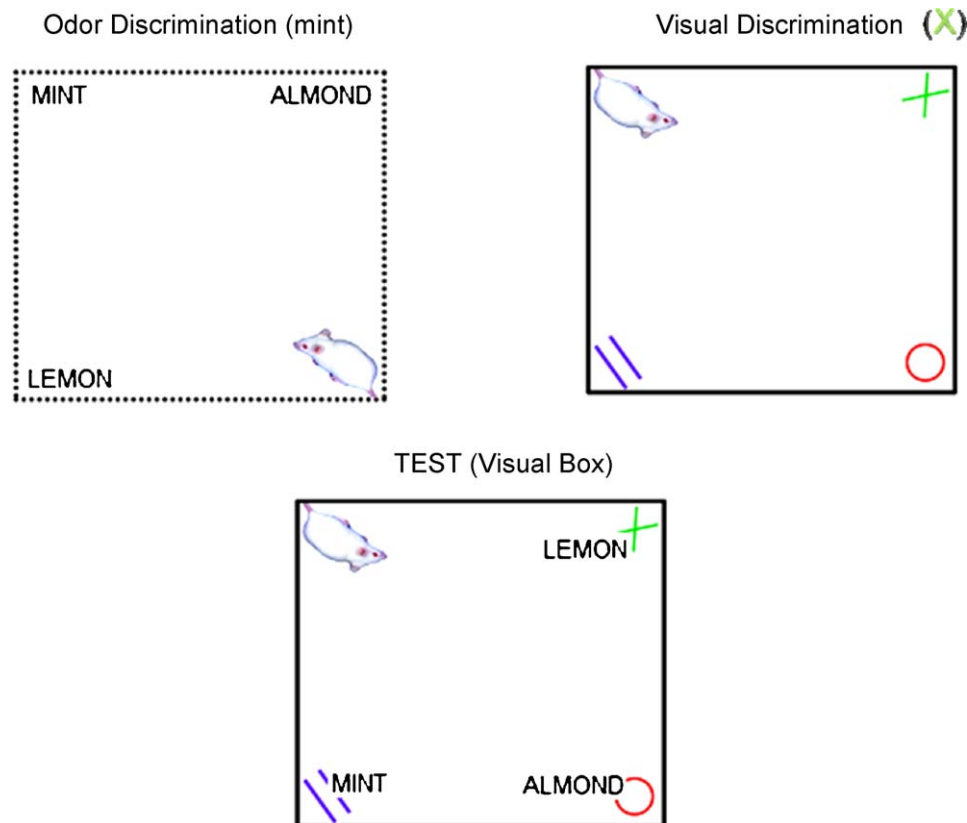 Odor Discrimination (mint)
Visual Discrimination (X)
MINT
ALMOND
LEMON
TEST (Visual Box)
LEMON
MINT
ALMOND